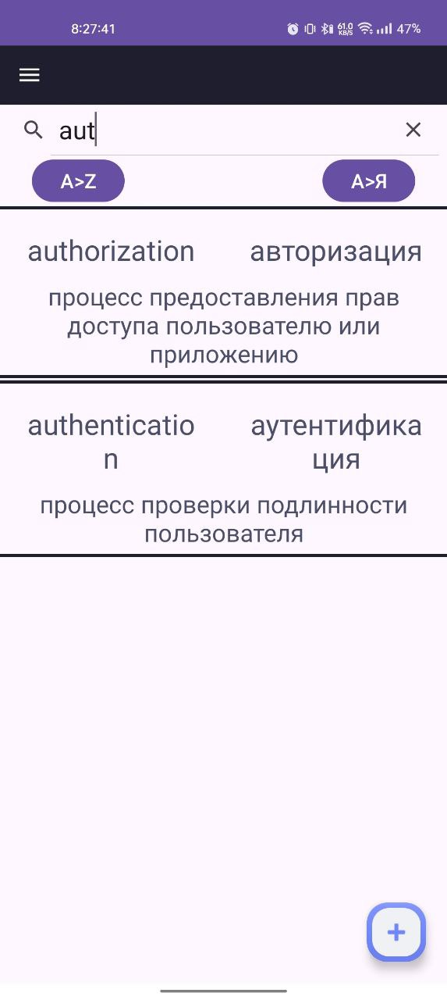 8:27:41 61.0 KB/S 47%
aut
A>Z А>Я
authorization авторизация
процесс предоставления прав
доступа пользователю или
приложению
authenticatio аутентифика
n ция
процесс проверки подлинности
пользователя
+